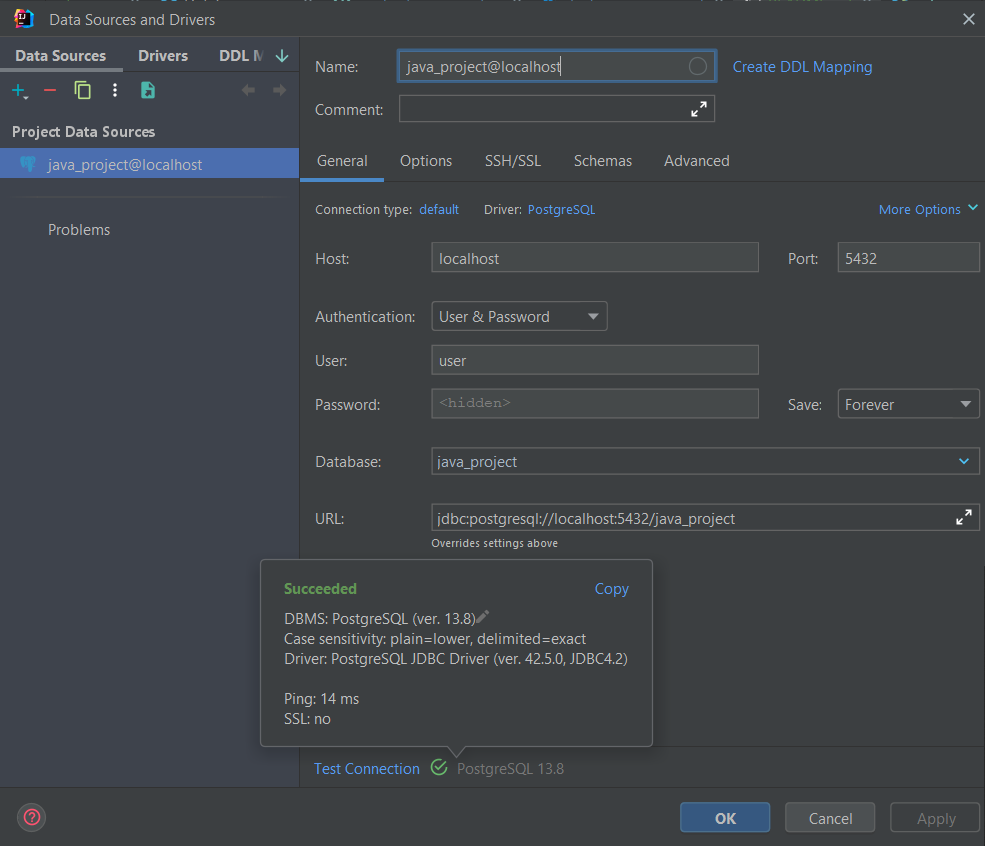 Data Sources and Drivers
Data Sources Drivers DDL M
Project Data Sources
java_project@localhost
Problems
Name: java_project@localhost Create DDL Mapping
Comment:
General Options SSH/SSL Schemas Advanced
Connection type: default Driver: PostgreSQL More Options
Host: localhost Port: 5432
Authentication: User & Password
User: user
Password: <hidden> Save: Forever
Database: java_project
URL: jdbc:postgresql://localhost:5432/java_project
Overrides settings above
Succeeded Copy
DBMS: PostgreSQL (ver. 13.8)
Case sensitivity: plain=lower, delimited=exact
Driver: PostgreSQL JDBC Driver (ver. 42.5.0, JDBC4.2)
Ping: 14 ms
SSL: no
Test Connection PostgreSQL 13.8
? OK Cancel Apply